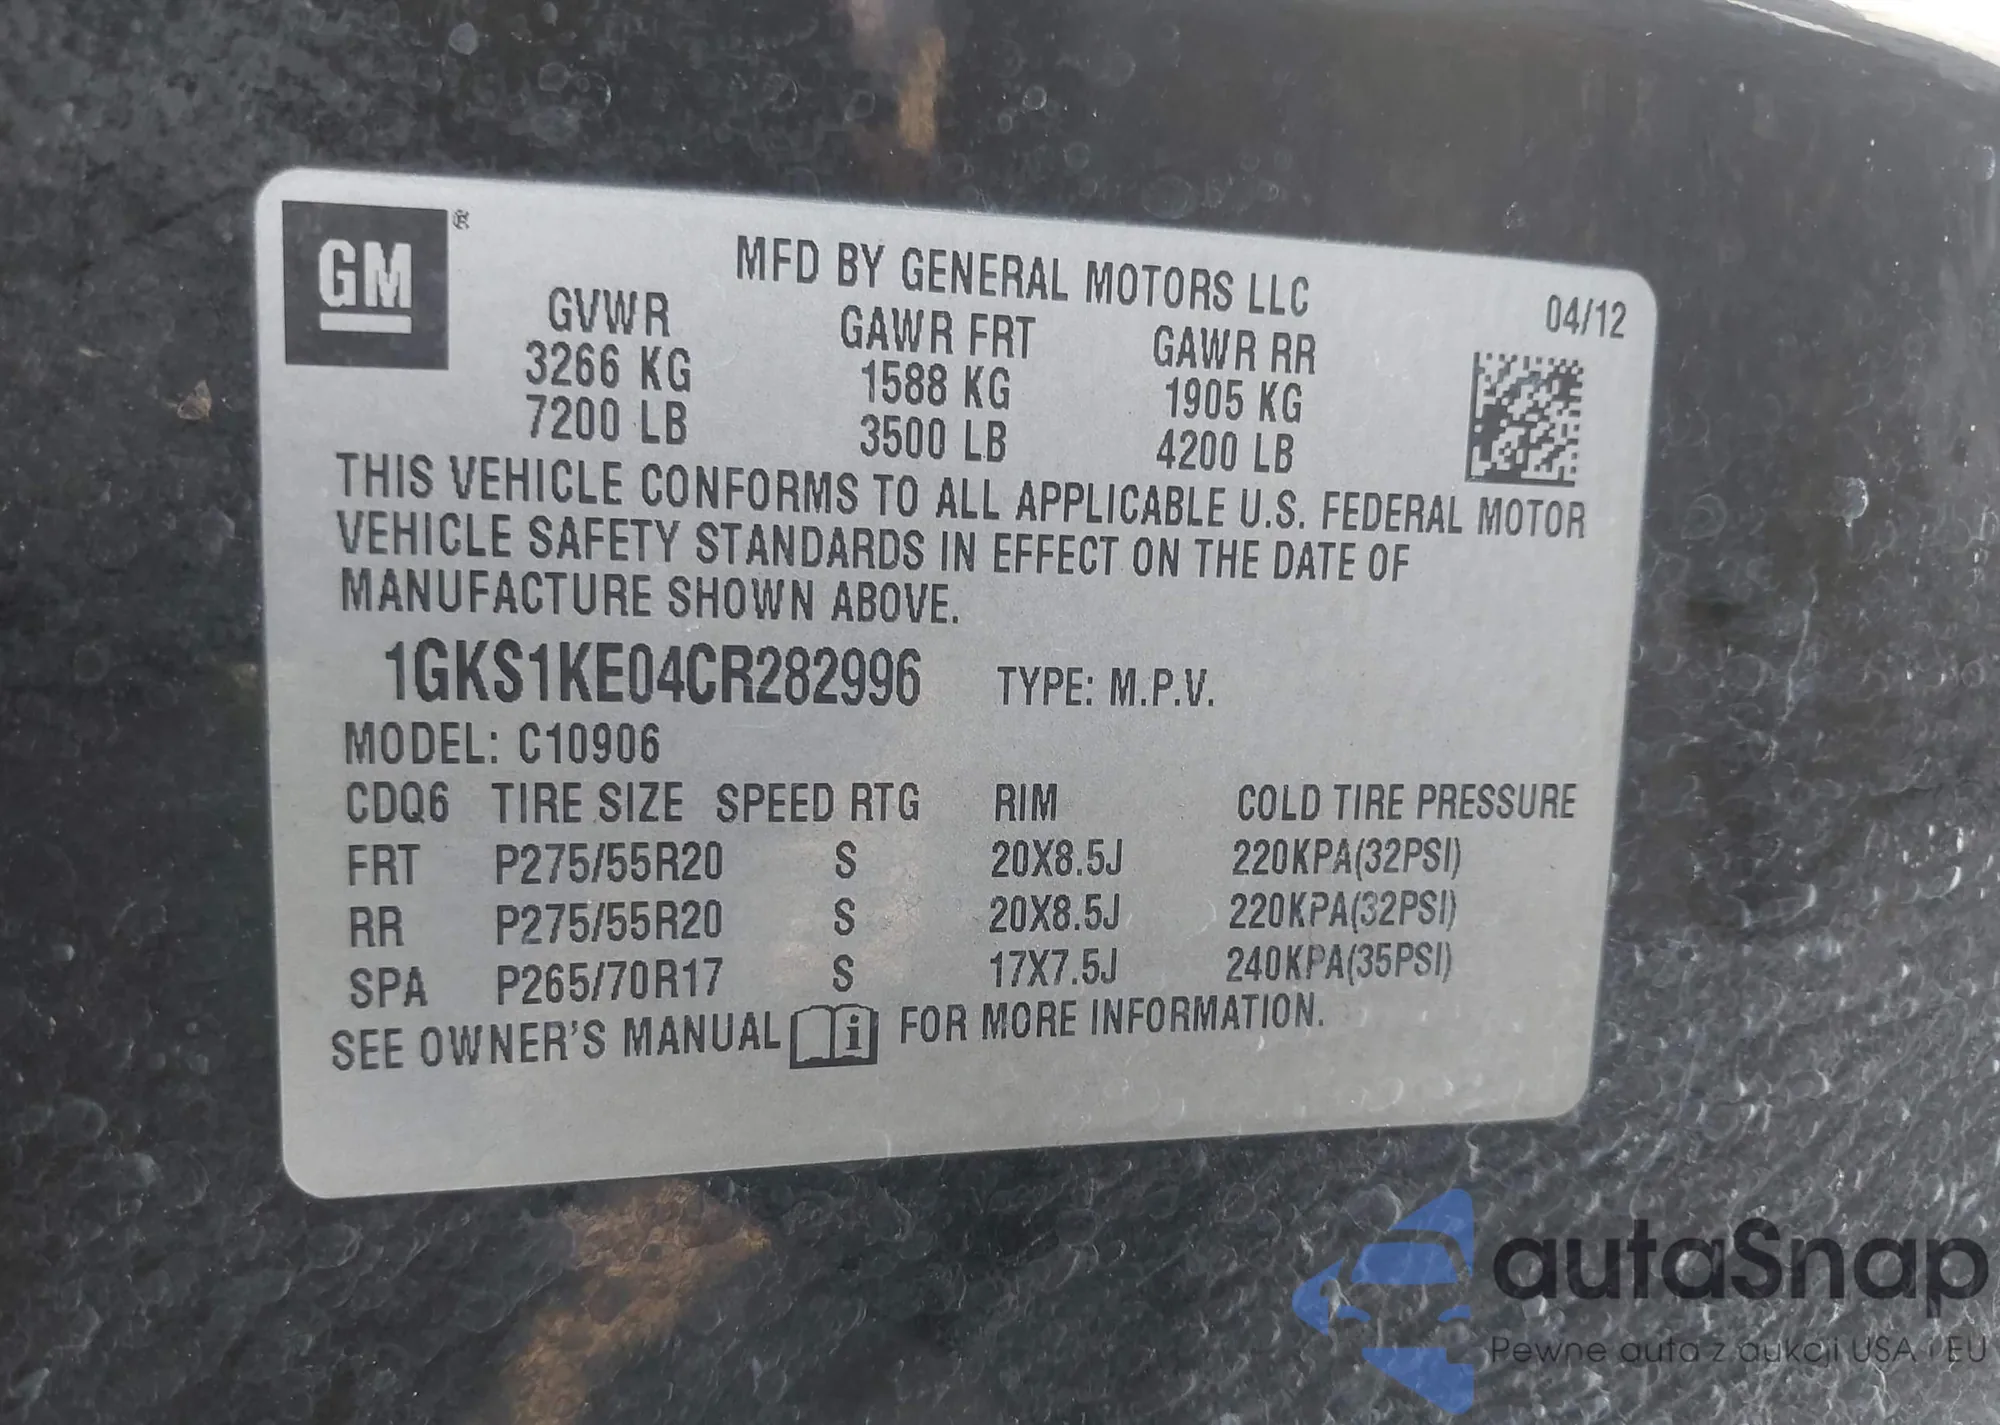 GM ®
MFD BY GENERAL MOTORS LLC
04/12
GVWR GAWR FRT GAWR RR
3266 KG 1588 KG 1905 KG
7200 LB 3500 LB 4200 LB
THIS VEHICLE CONFORMS TO ALL APPLICABLE U.S. FEDERAL MOTOR
VEHICLE SAFETY STANDARDS IN EFFECT ON THE DATE OF
MANUFACTURE SHOWN ABOVE.
1GKS1KE04CR282996 TYPE: M.P.V.
MODEL: C10906
CDQ6 TIRE SIZE SPEED RTG RIM COLD TIRE PRESSURE
FRT P275/55R20 S 20X8.5J 220KPA(32PSI)
RR P275/55R20 S 20X8.5J 220KPA(32PSI)
SPA P265/70R17 S 17X7.5J 240KPA(35PSI)
SEE OWNER'S MANUAL i FOR MORE INFORMATION.
autaSnap
Pewne auta z aukcji USA i EU